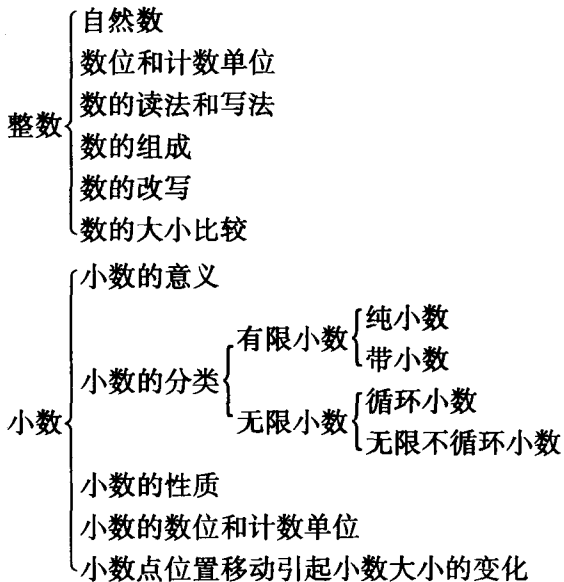 整数
自然数
数位和计数单位
数的读法和写法
数的组成
数的改写
数的大小比较
小数
小数的意义
小数的分类
有限小数
纯小数
带小数
无限小数
循环小数
无限不循环小数
小数的性质
小数的数位和计数单位
小数点位置移动引起小数大小的变化